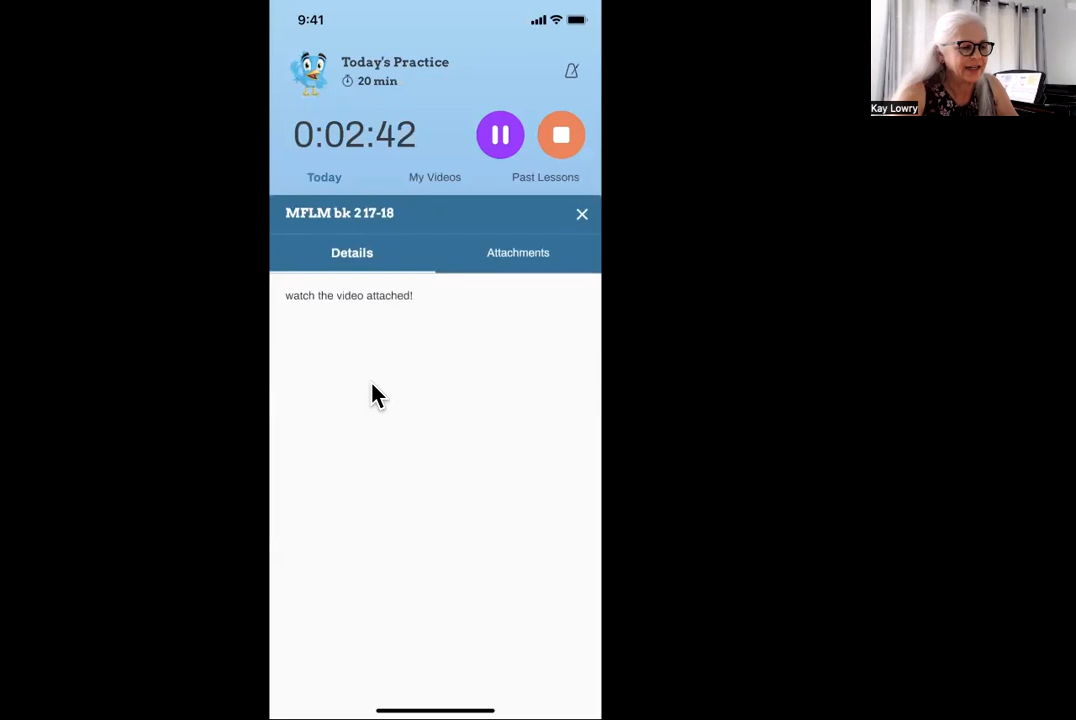 9:41
Today's Practice
20 min
0:02:42
Today
My Videos
Past Lessons
MFLM bk 2 17-18
Details
Attachments
watch the video attached!
Kay Lowry